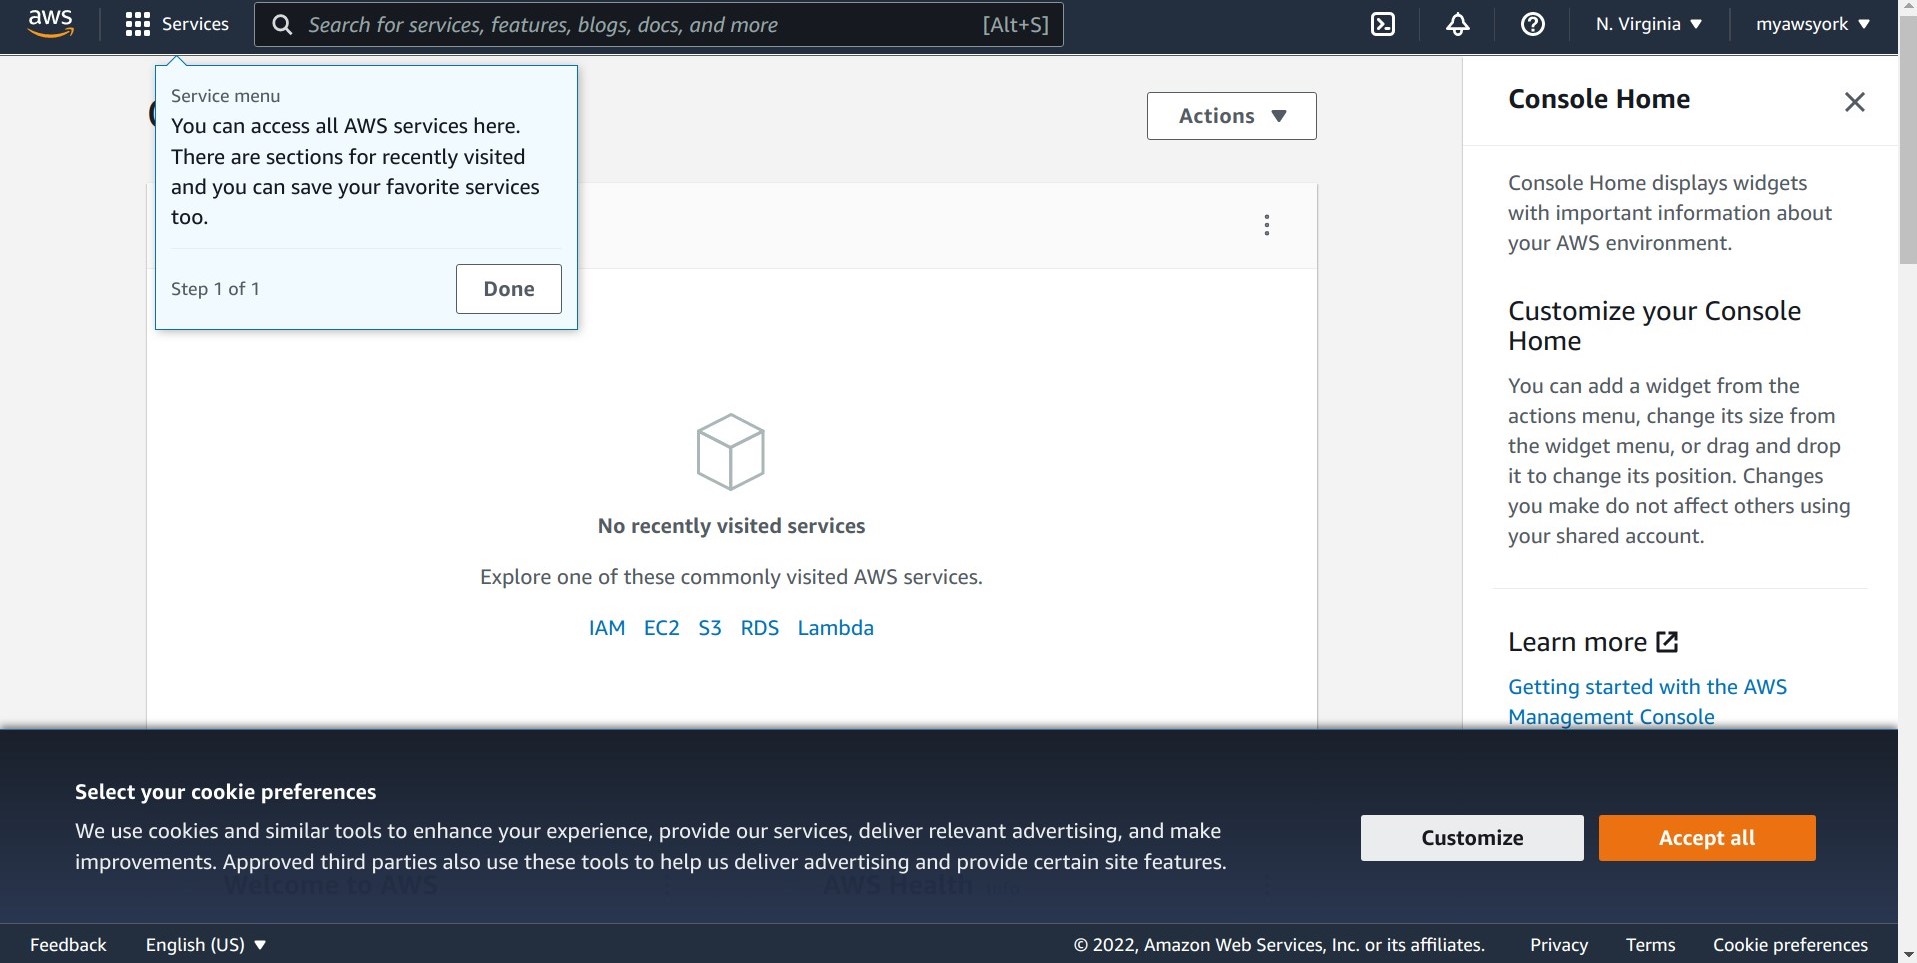 aws
Services
Search for services, features, blogs, docs, and more [Alt+S]
N. Virginia
myawsyork
Service menu
You can access all AWS services here.
There are sections for recently visited
and you can save your favorite services
too.
Step 1 of 1
Done
Actions
No recently visited services
Explore one of these commonly visited AWS services.
IAM EC2 S3 RDS Lambda
Console Home
Console Home displays widgets
with important information about
your AWS environment.
Customize your Console
Home
You can add a widget from the
actions menu, change its size from
the widget menu, or drag and drop
it to change its position. Changes
you make do not affect others using
your shared account.
Learn more
Getting started with the AWS
Management Console
Select your cookie preferences
We use cookies and similar tools to enhance your experience, provide our services, deliver relevant advertising, and make
improvements. Approved third parties also use these tools to help us deliver advertising and provide certain site features.
Customize
Accept all
Welcome to AWS
AWS Health
Feedback
English (US)
© 2022, Amazon Web Services, Inc. or its affiliates.
Privacy
Terms
Cookie preferences